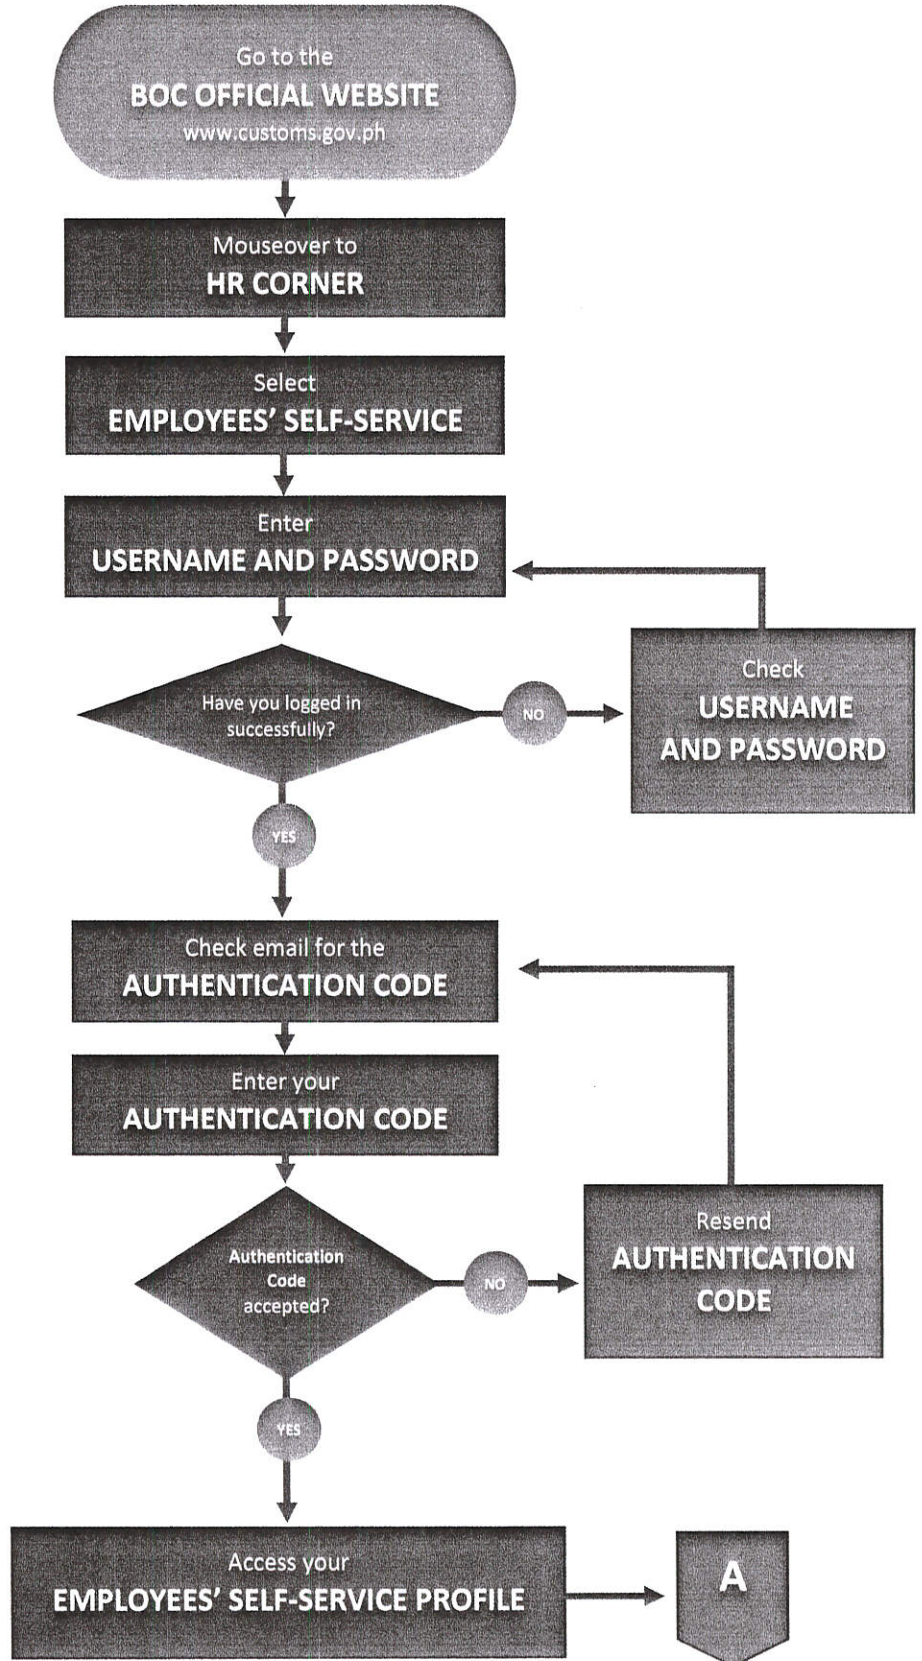 Go to the
BOC OFFICIAL WEBSITE
www.customs.gov.ph
Mouseover to
HR CORNER
Select
EMPLOYEES' SELF-SERVICE
Enter
USERNAME AND PASSWORD
Have you logged in
successfully?
NO
Check
USERNAME
AND PASSWORD
YES
Check email for the
AUTHENTICATION CODE
Enter your
AUTHENTICATION CODE
Authentication
Code
accepted?
NO
Resend
AUTHENTICATION
CODE
YES
Access your
EMPLOYEES' SELF-SERVICE PROFILE
A